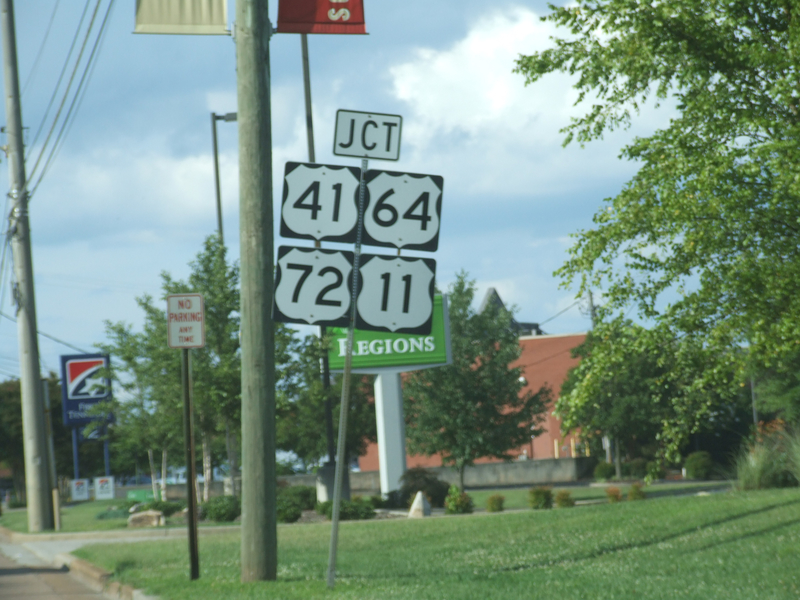 JCT
41 64
72 11
NO
PARKING
ANY
TIME
REGIONS